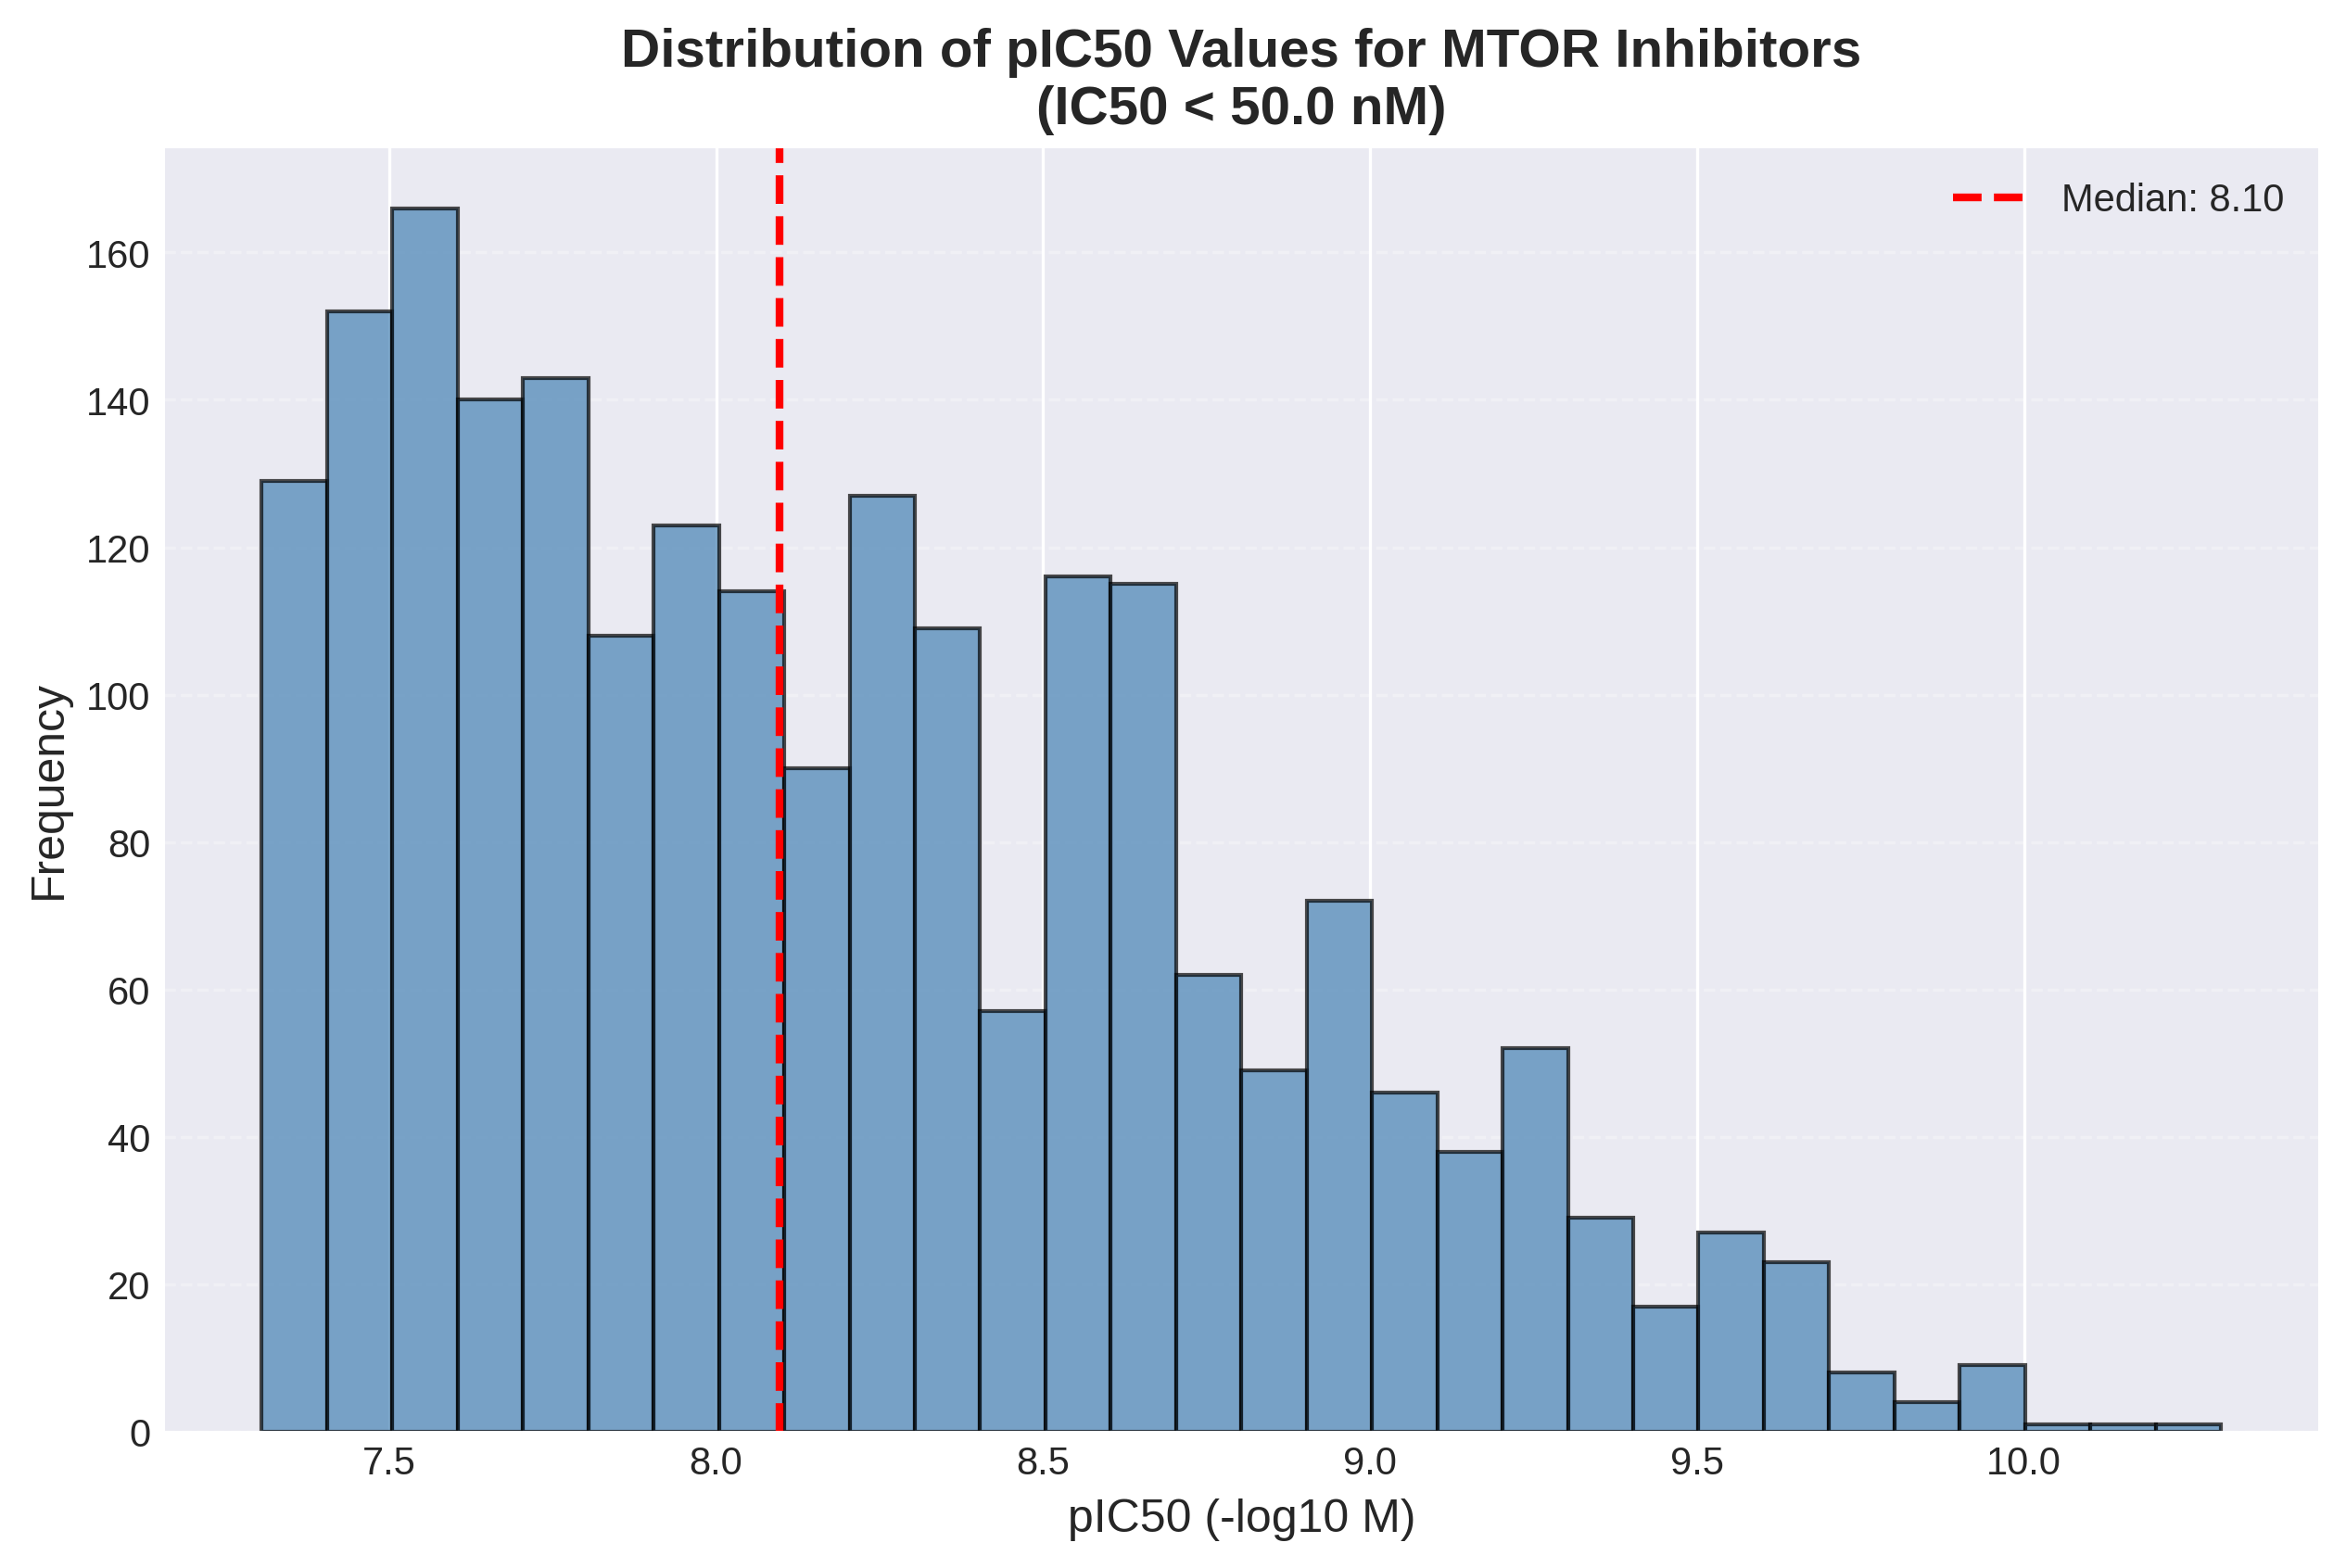 Distribution of pIC50 Values for MTOR Inhibitors
(IC50 < 50.0 nM)
Median: 8.10
160
140
120
100
80
60
40
20
0
Frequency
7.5 8.0 8.5 9.0 9.5 10.0
pIC50 (-log10 M)